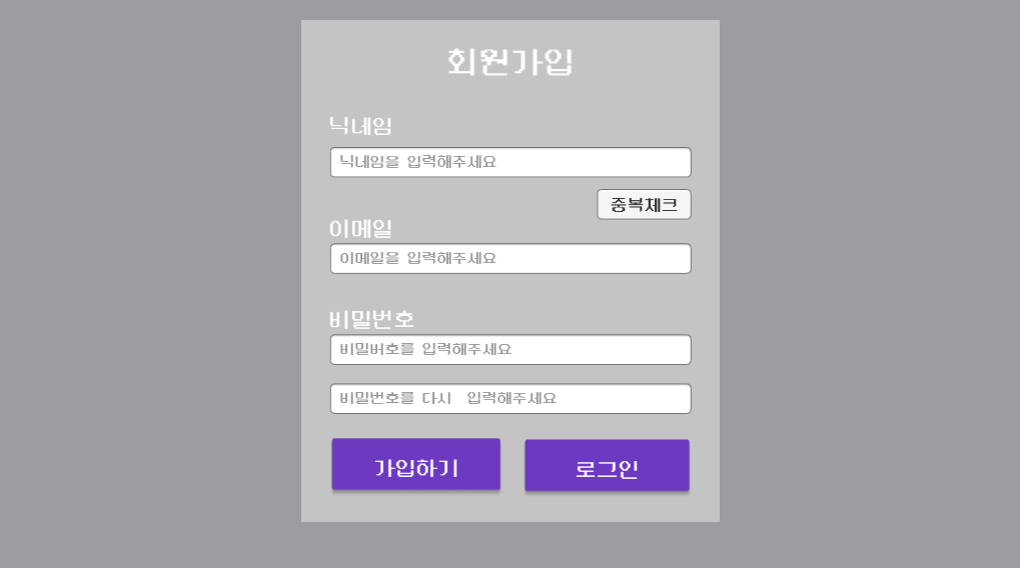 회원가입
닉네임
닉네임을 입력해주세요
중복체크
이메일
이메일을 입력해주세요
비밀번호
비밀버호를 입력해주세요
비밀번호를 다시  입력해주세요
가입하기
로그인